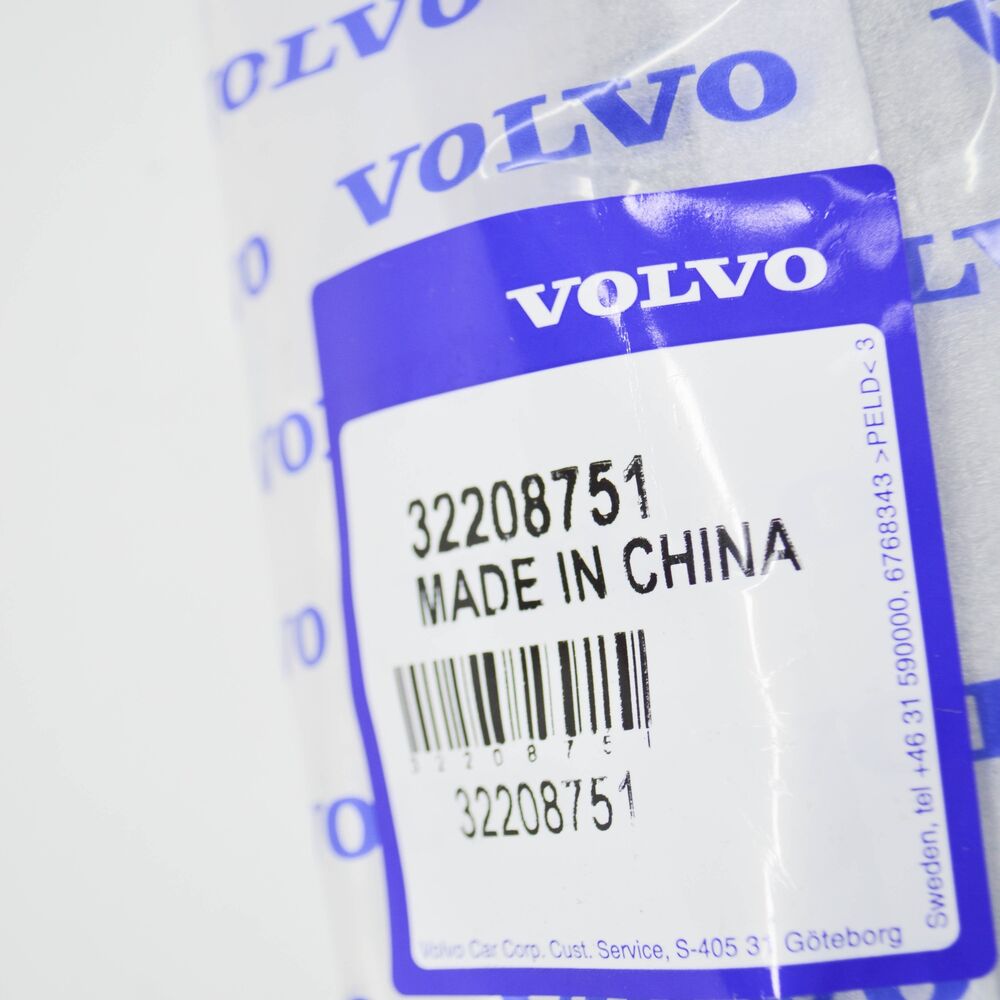 VOLVO
VOLVO
VOLVO
32208751
MADE IN CHINA
32208751
32208751
Volvo Car Corp. Cust. Service, S-405 31 Göteborg
Sweden, tel +46 31 590000, 6768343 >PELD< 3